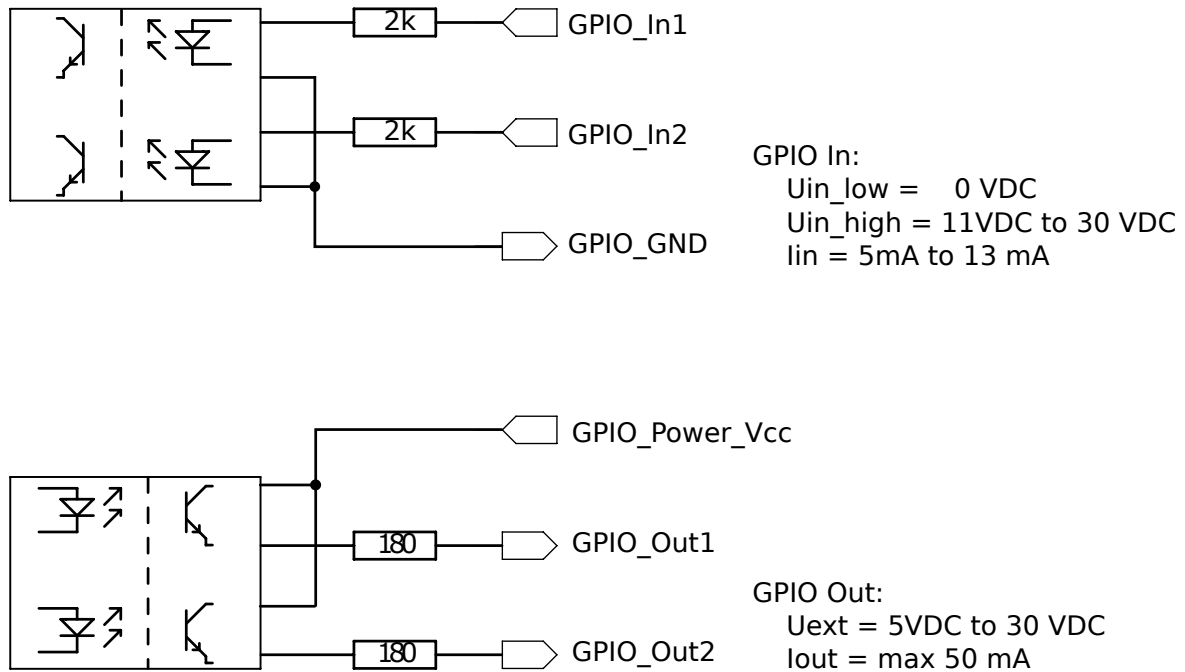 2k
GPIO_In1
2k
GPIO_In2
GPIO_GND
GPIO In:
Uin_low = 0 VDC
Uin_high = 11VDC to 30 VDC
Iin = 5mA to 13 mA
GPIO_Power_Vcc
180
GPIO_Out1
180
GPIO_Out2
GPIO Out:
Uext = 5VDC to 30 VDC
Iout = max 50 mA